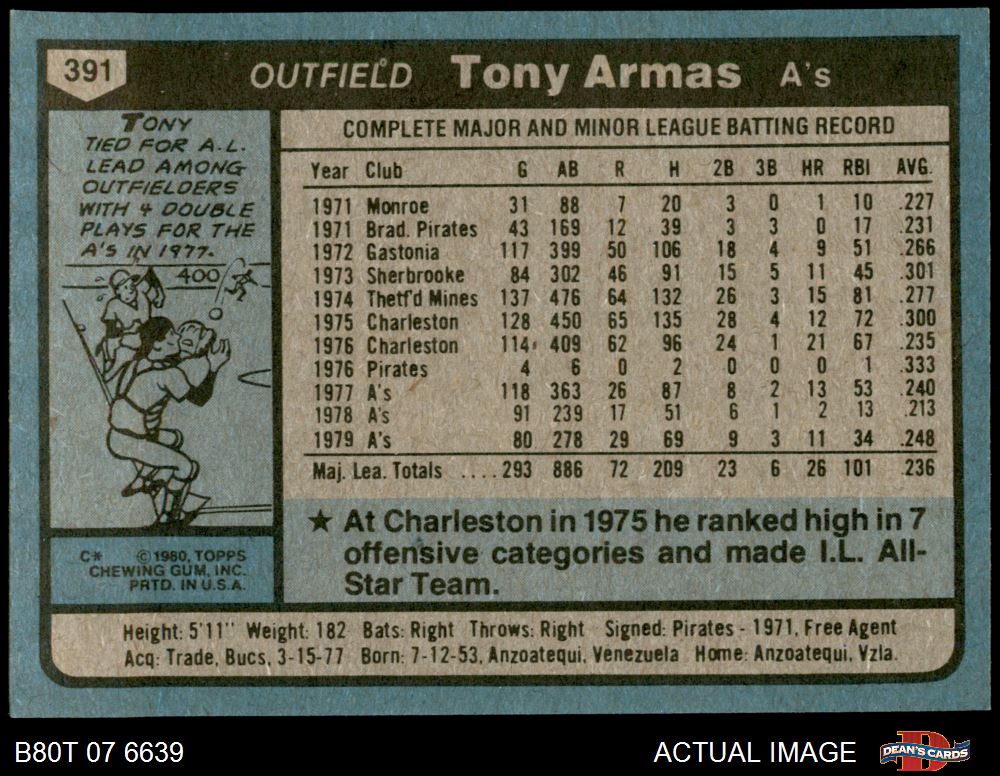 391 OUTFIELD Tony Armas A's
TONY
TIED FOR A.L.
LEAD AMONG
OUTFIELDERS
WITH 4 DOUBLE
PLAYS FOR THE
A'S IN 1977.
400
C* © 1980, TOPPS
CHEWING GUM, INC.
PRTD. IN U.S.A.
COMPLETE MAJOR AND MINOR LEAGUE BATTING RECORD
Year Club G AB R H 2B 3B HR RBI AVG.
1971 Monroe 31 88 7 20 3 0 1 10 .227
1971 Brad. Pirates 43 169 12 39 3 3 0 17 .231
1972 Gastonia 117 399 50 106 18 4 9 51 .266
1973 Sherbrooke 84 302 46 91 15 5 11 45 .301
1974 Thetf'd Mines 137 476 64 132 26 3 15 81 .277
1975 Charleston 128 450 65 135 28 4 12 72 .300
1976 Charleston 114 409 62 96 24 1 21 67 .235
1976 Pirates 4 6 0 2 0 0 0 1 .333
1977 A's 118 363 26 87 8 2 13 53 .240
1978 A's 91 239 17 51 6 1 2 13 .213
1979 A's 80 278 29 69 9 3 11 34 .248
Maj. Lea. Totals ....293 886 72 209 23 6 26 101 .236
★ At Charleston in 1975 he ranked high in 7
offensive categories and made I.L. All-
Star Team.
Height: 5'11" Weight: 182 Bats: Right Throws: Right Signed: Pirates - 1971, Free Agent
Acq: Trade, Bucs, 3-15-77 Born: 7-12-53, Anzoatequi, Venezuela Home: Anzoatequi, Vzla.
B80T 07 6639 ACTUAL IMAGE DEAN'S CARDS